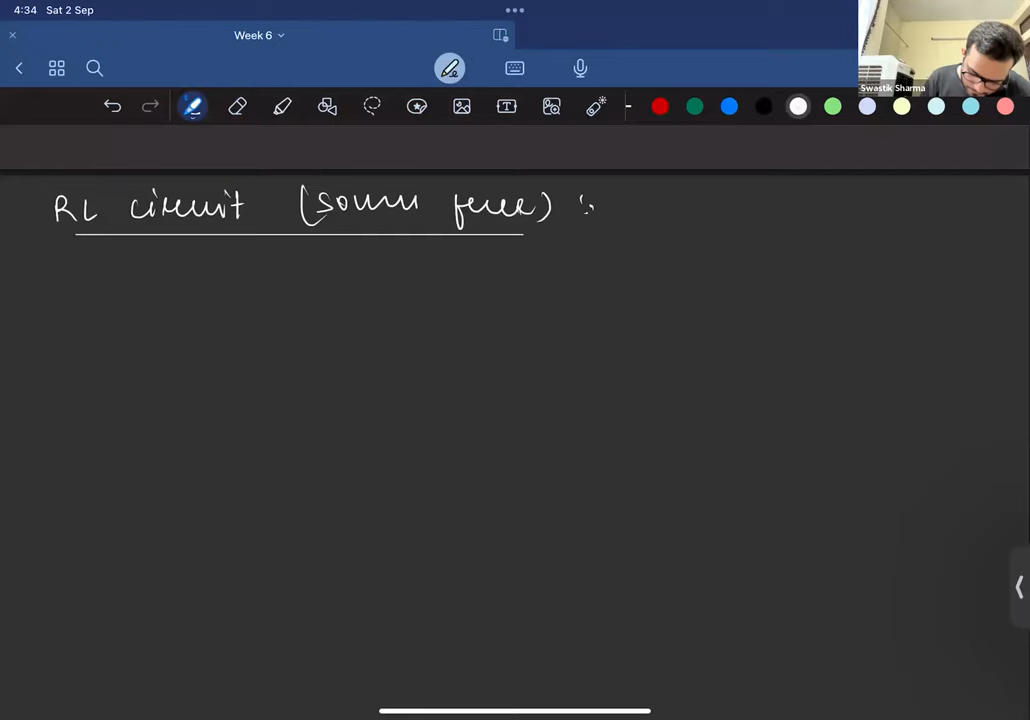 4:34 Sat 2 Sep
Week 6
Swastik Sharma
T
RL circuit (source free) :-